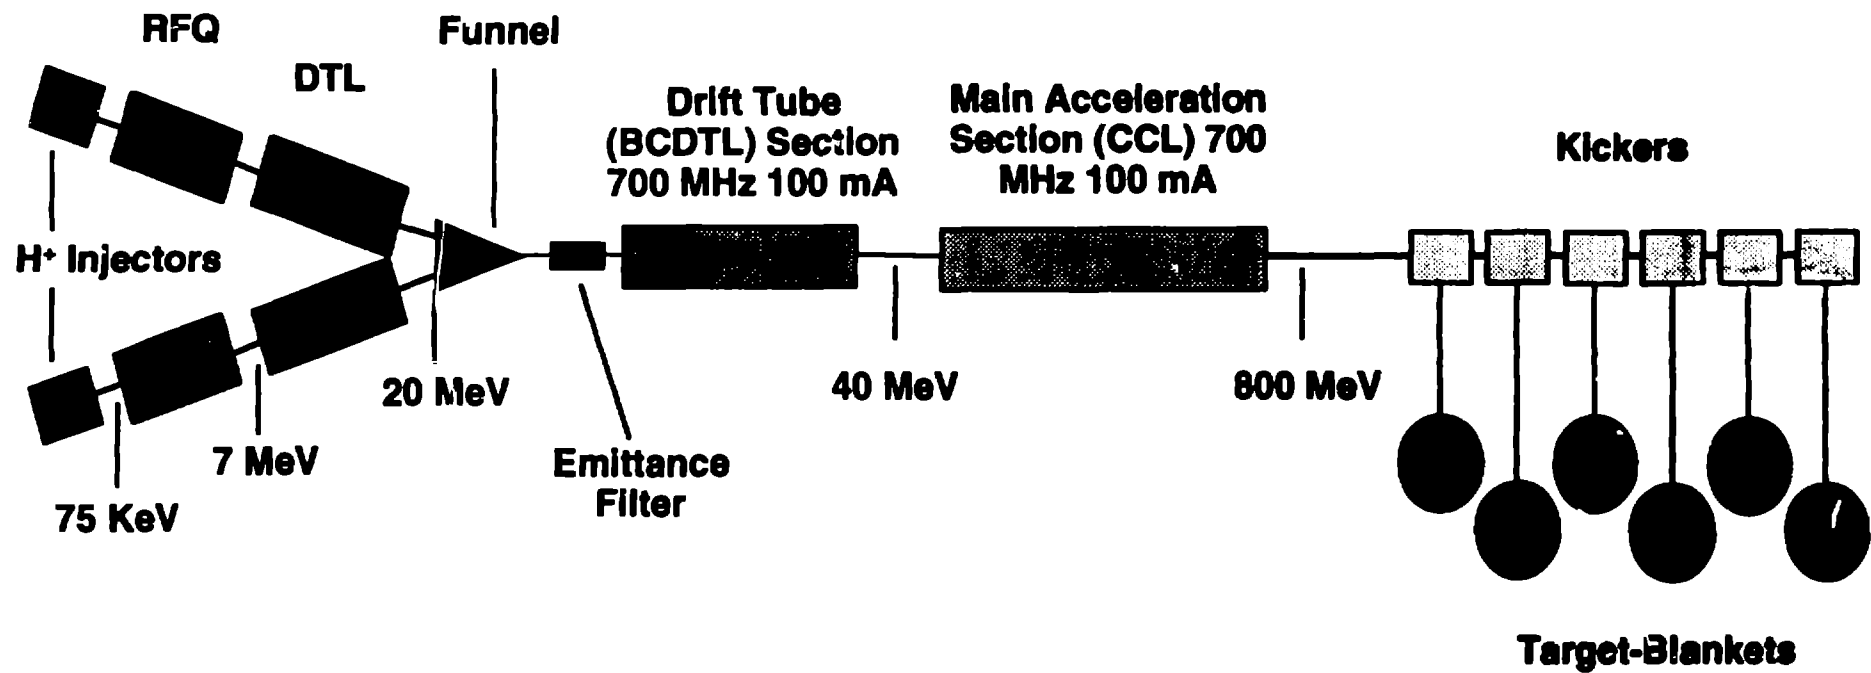 RFQ
Funnel
DTL
Drift Tube
(BCDTL) Section
700 MHz 100 mA
Main Acceleration
Section (CCL) 700
MHz 100 mA
Kickers
H+ Injectors
20 MeV
40 MeV
800 MeV
7 MeV
Emittance
Filter
75 KeV
Target-Blankets